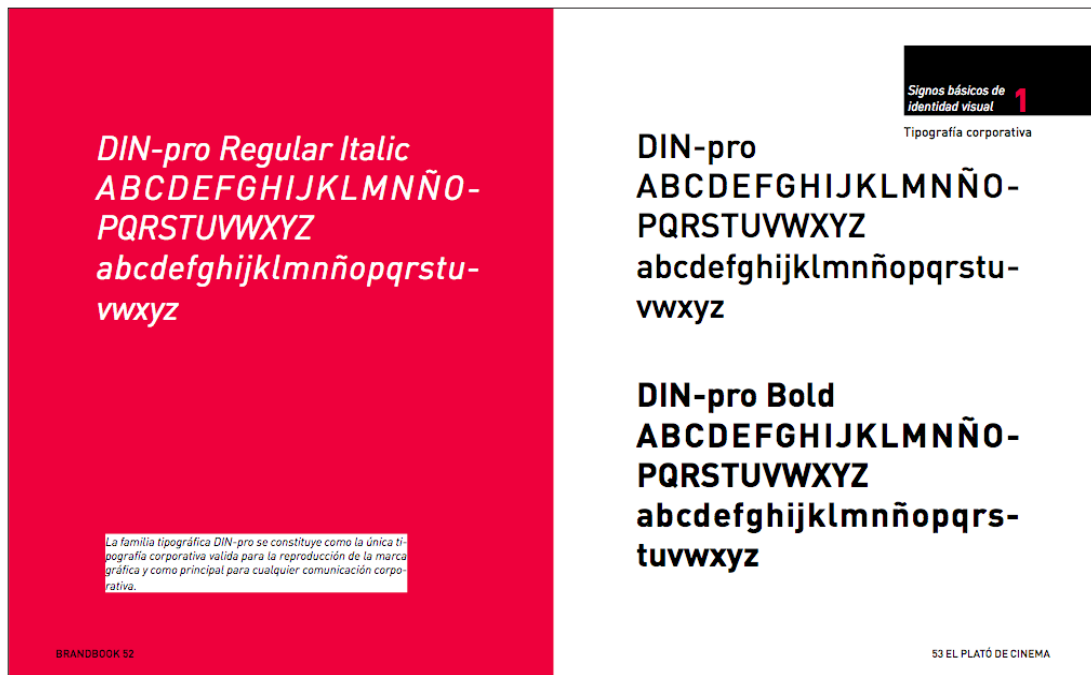 DIN-pro Regular Italic
ABCDEFGHIJKLMNÑO-
PQRSTUVWXYZ
abcdefghijklmnñopqrstu-
vwxyz
La familia tipográfica DIN-pro se constituye como la única ti-
pografía corporativa valida para la reproducción de la marca
gráfica y como principal para cualquier comunicación corpo-
rativa.
BRANDBOOK 52
Signos básicos de
identidad visual 1
Tipografía corporativa
DIN-pro
ABCDEFGHIJKLMNÑO-
PQRSTUVWXYZ
abcdefghijklmnñopqrstu-
vwxyz
DIN-pro Bold
ABCDEFGHIJKLMNÑO-
PQRSTUVWXYZ
abcdefghijklmnñopqrs-
tuvwxyz
53 EL PLATÓ DE CINEMA